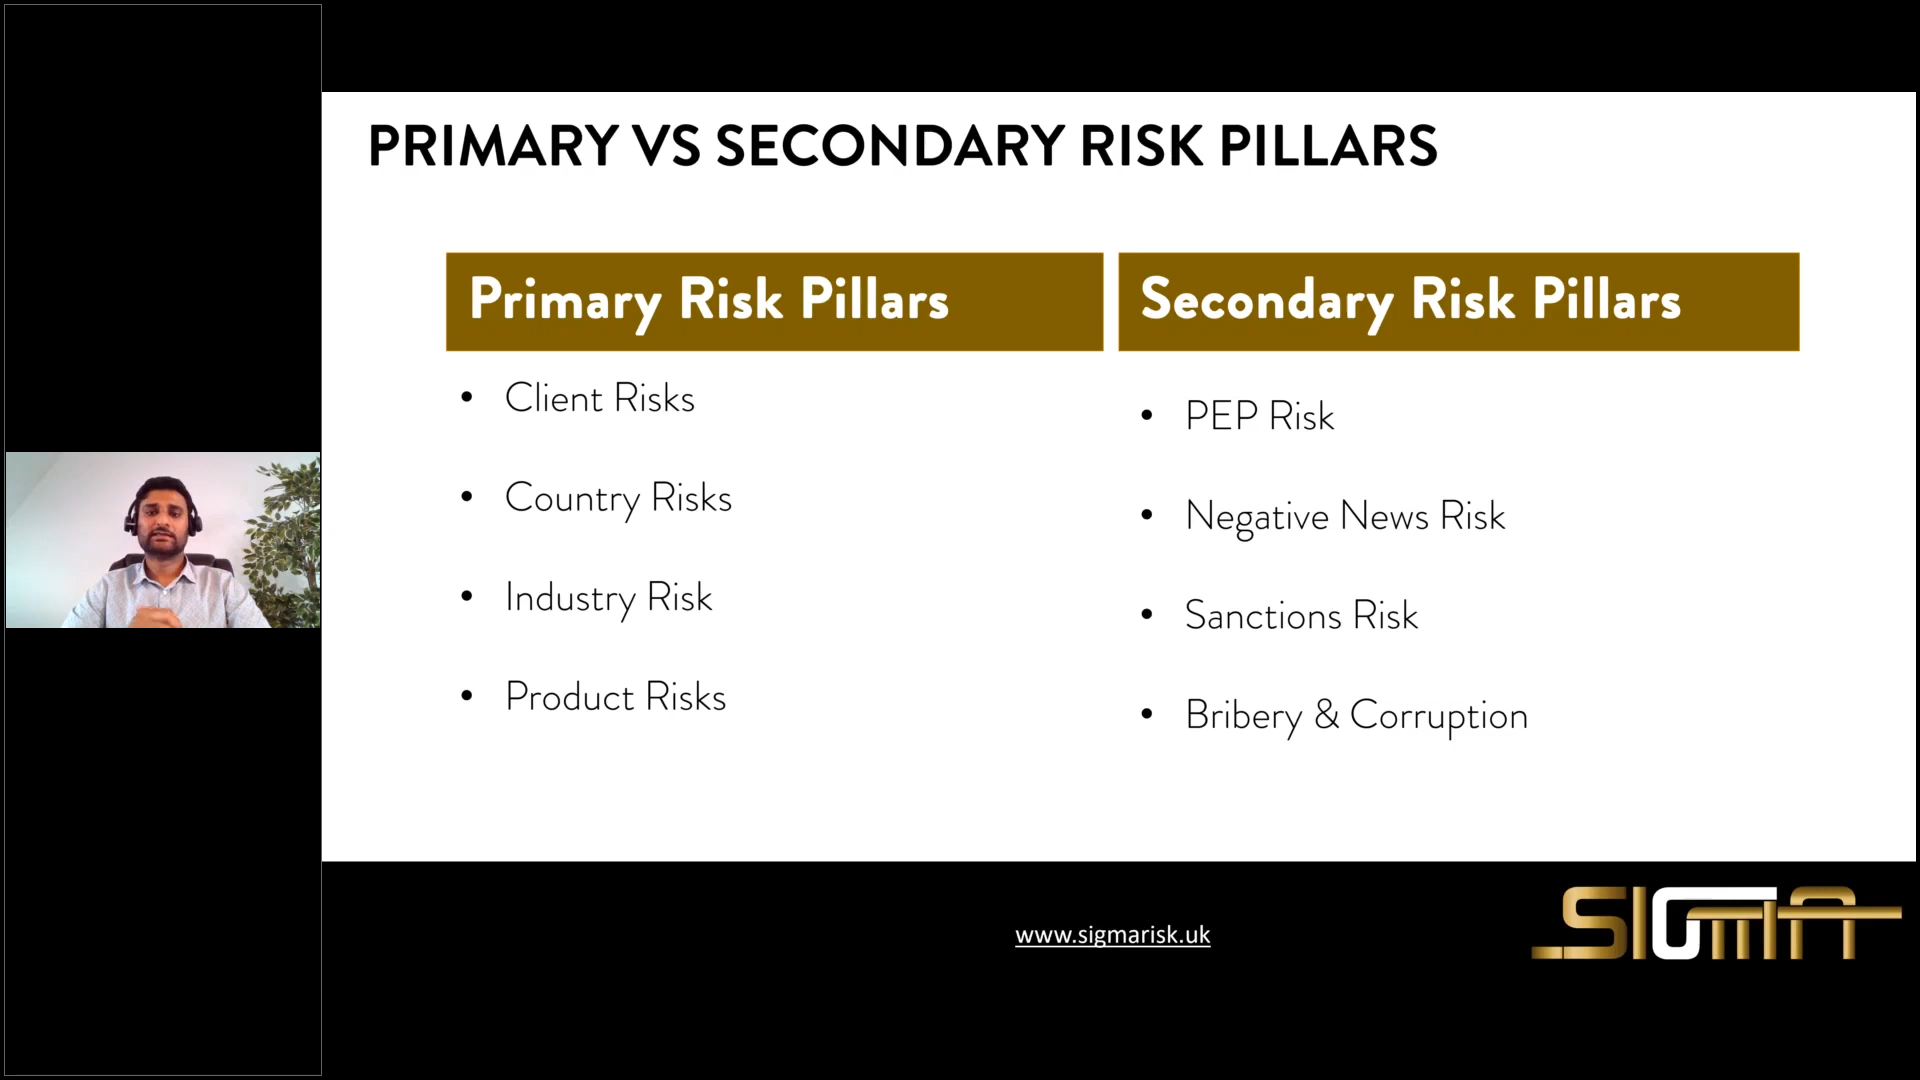 PRIMARY VS SECONDARY RISK PILLARS
Primary Risk Pillars
• Client Risks
• Country Risks
• Industry Risk
• Product Risks
Secondary Risk Pillars
• PEP Risk
• Negative News Risk
• Sanctions Risk
• Bribery & Corruption
www.sigmarisk.uk
SIGMA